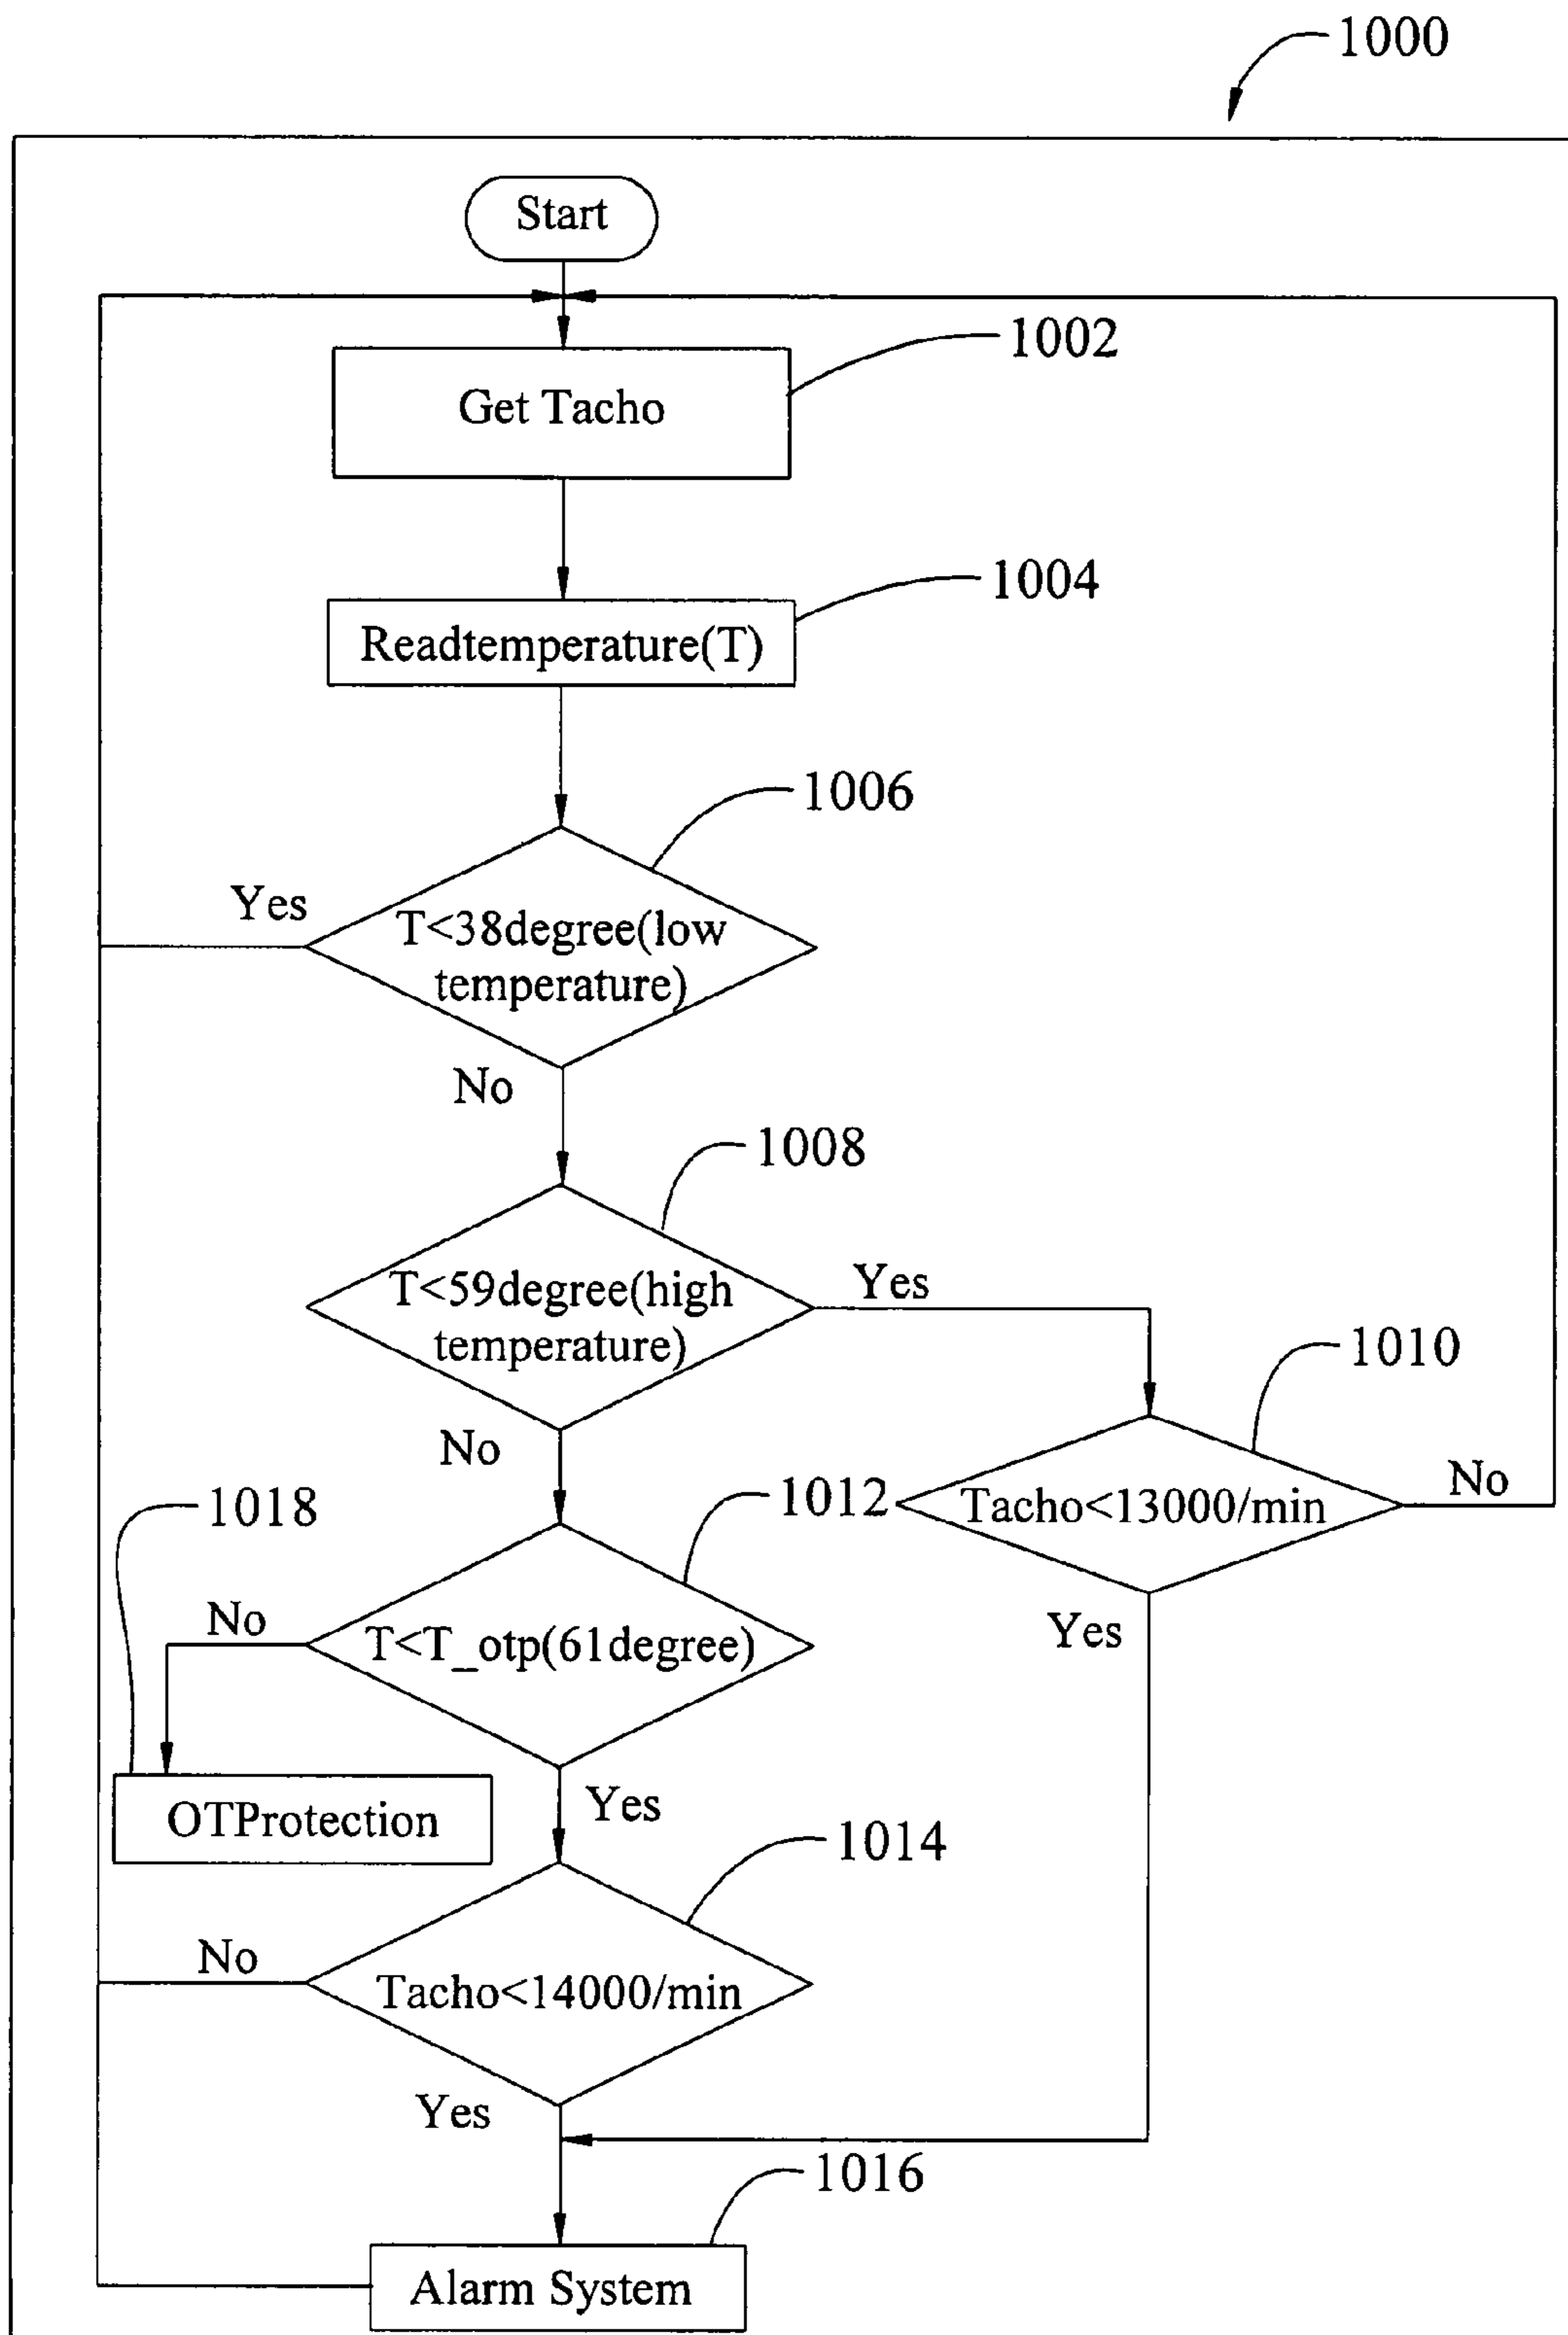 1000
Start
1002
Get Tacho
1004
Readtemperature(T)
1006
Yes
T<38degree(low
temperature)
No
1008
T<59degree(high
temperature)
Yes
1010
No
Tacho<13000/min
No
1012
1018
No
T<T_otp(61degree)
Yes
OTProtection
Yes
1014
No
Tacho<14000/min
Yes
1016
Alarm System